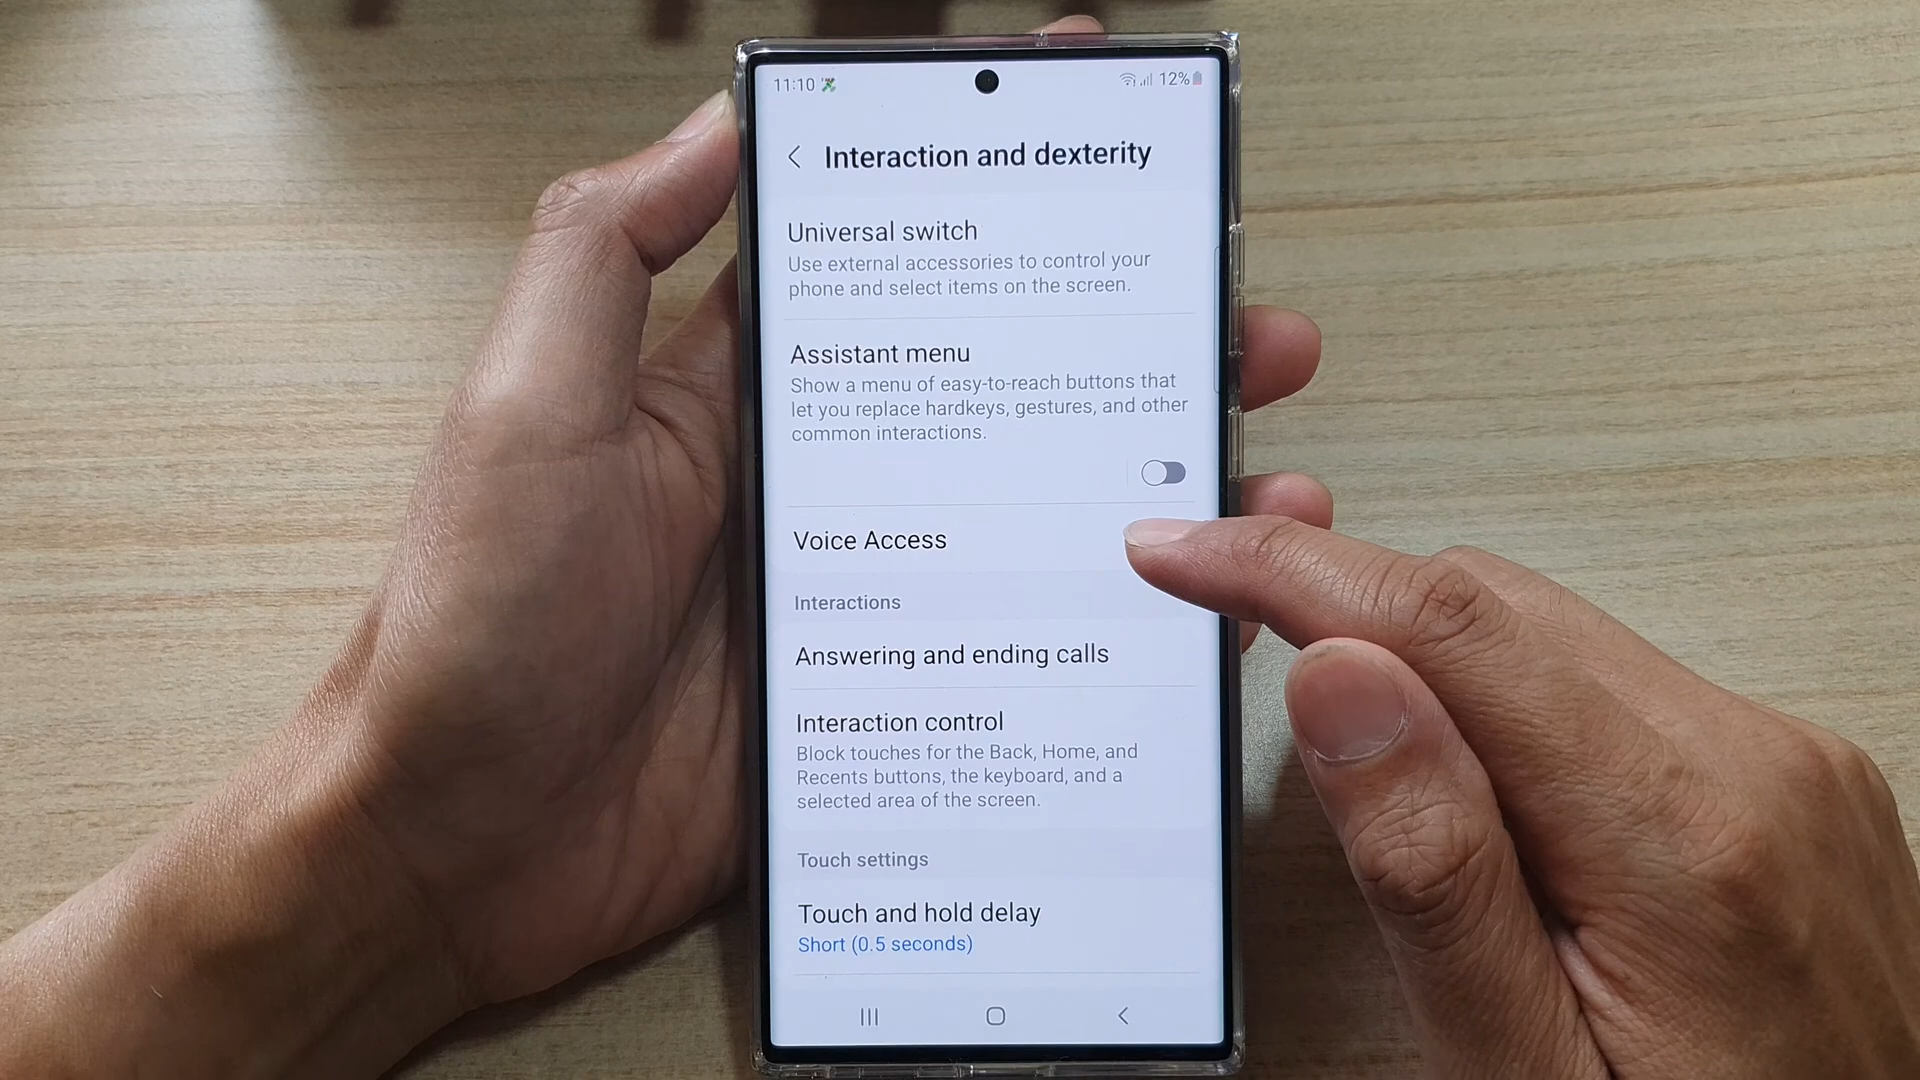 11:10
12%
Interaction and dexterity
Universal switch
Use external accessories to control your
phone and select items on the screen.
Assistant menu
Show a menu of easy-to-reach buttons that
let you replace hardkeys, gestures, and other
common interactions.
Voice Access
Interactions
Answering and ending calls
Interaction control
Block touches for the Back, Home, and
Recents buttons, the keyboard, and a
selected area of the screen.
Touch settings
Touch and hold delay
Short (0.5 seconds)